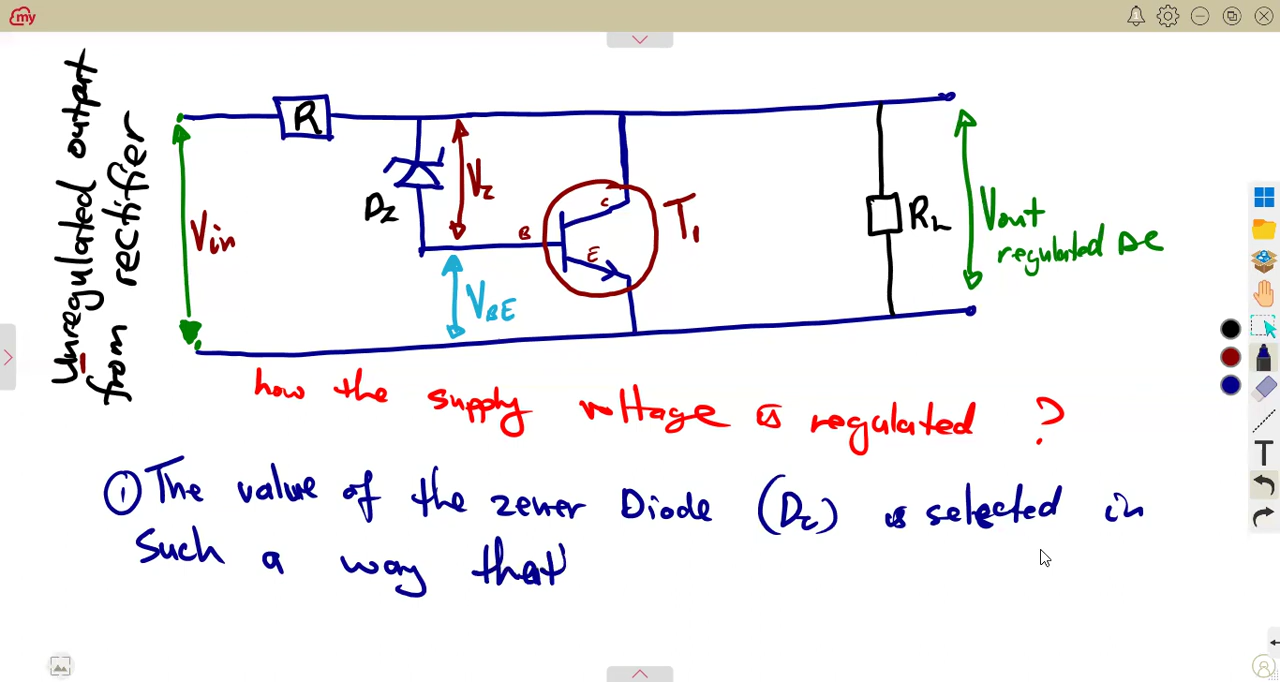 my
Unregulated output
from rectifier
R
Vz
Dz
B
C
E
T1
Vin
VBE
RL
Vout
regulated DC
how the supply voltage is regulated ?
① The value of the zener Diode (Dz) is selected in
Such a way that
T